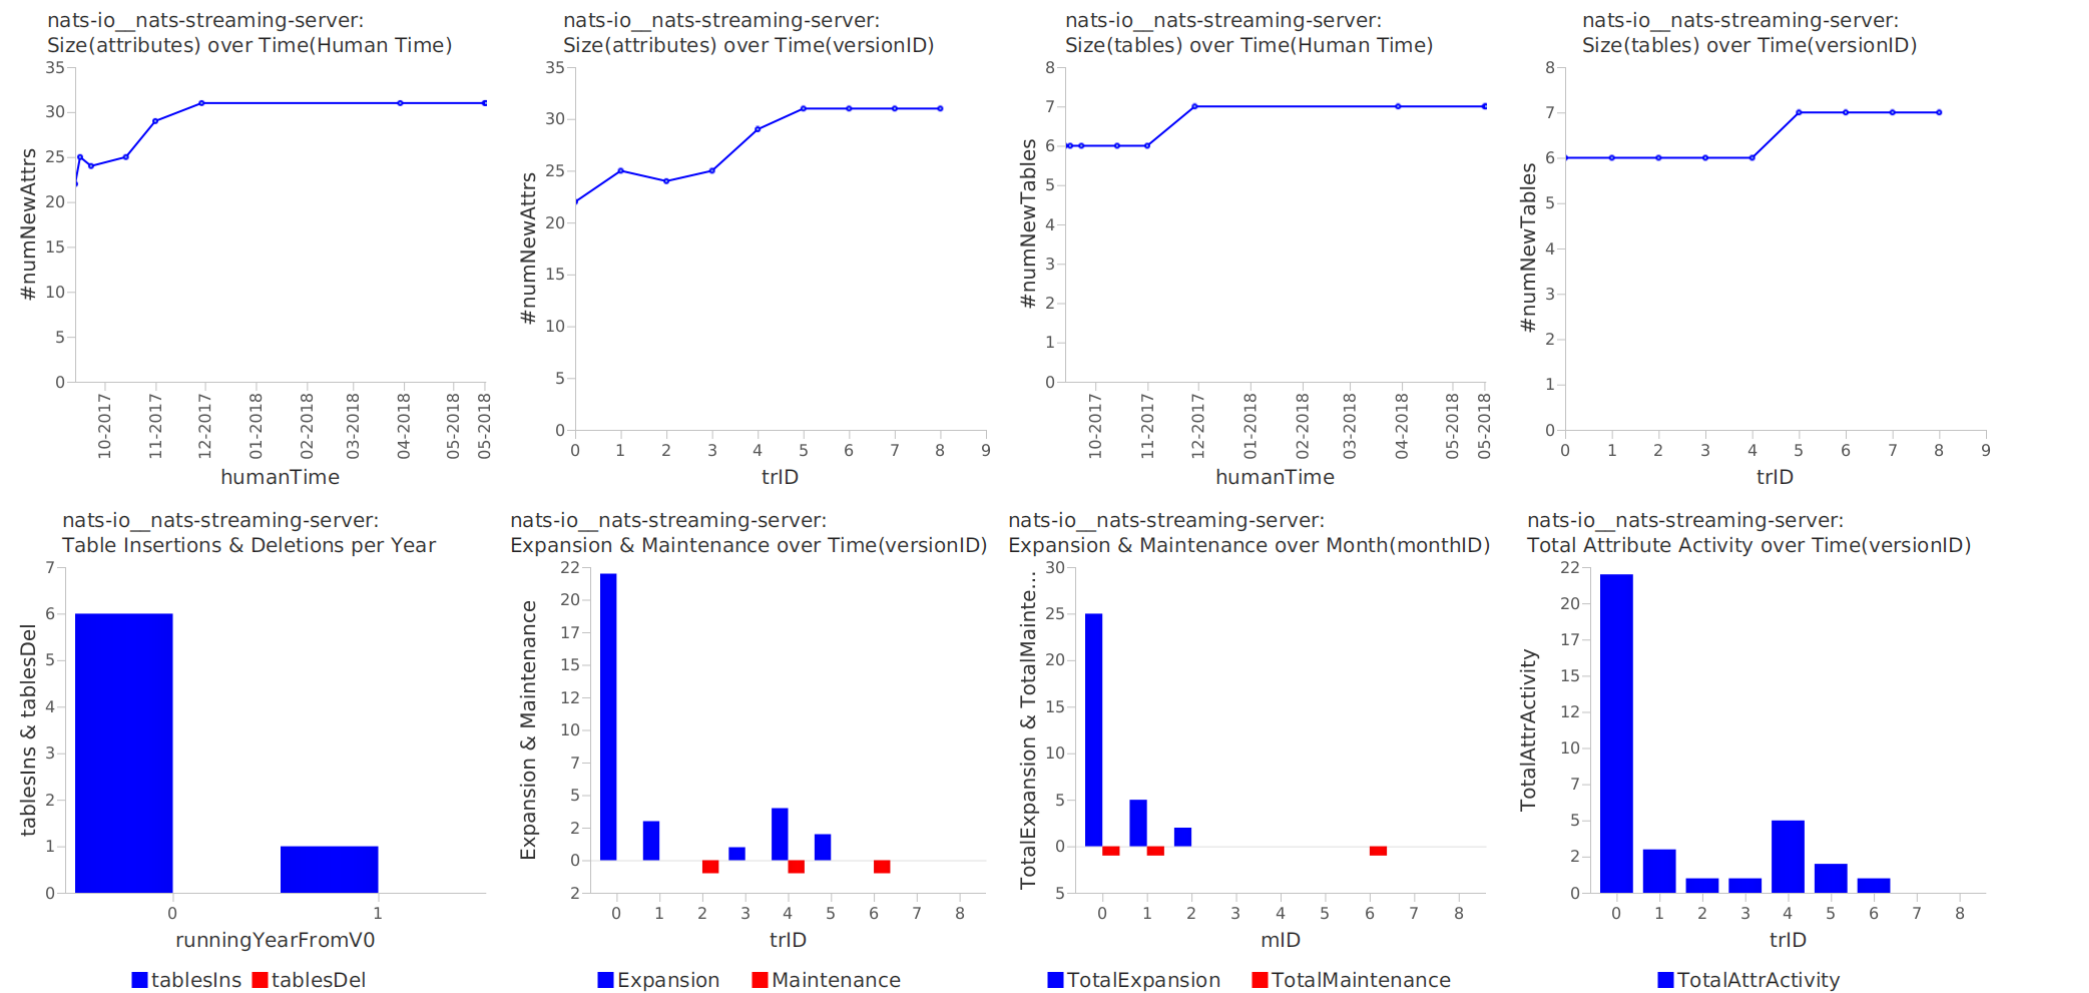 nats-io__nats-streaming-server:
Size(attributes) over Time(Human Time)
35
30
25
20
15
10
5
0
#numNewAttrs
10-2017
11-2017
12-2017
01-2018
02-2018
03-2018
04-2018
05-2018
05-2018
humanTime
nats-io__nats-streaming-server:
Size(attributes) over Time(versionID)
35
30
25
20
15
10
5
0
#numNewAttrs
0 1 2 3 4 5 6 7 8 9
trID
nats-io__nats-streaming-server:
Size(tables) over Time(Human Time)
8
7
6
5
4
3
2
1
0
#numNewTables
10-2017
11-2017
12-2017
01-2018
02-2018
03-2018
04-2018
05-2018
05-2018
humanTime
nats-io__nats-streaming-server:
Size(tables) over Time(versionID)
8
7
6
5
4
3
2
1
0
#numNewTables
0 1 2 3 4 5 6 7 8 9
trID
nats-io__nats-streaming-server:
Table Insertions & Deletions per Year
7
6
5
4
3
2
1
0
tablesIns & tablesDel
0 1
runningYearFromV0
tablesIns tablesDel
nats-io__nats-streaming-server:
Expansion & Maintenance over Time(versionID)
22
20
17
15
12
10
7
5
2
0
2
Expansion & Maintenance
0 1 2 3 4 5 6 7 8
trID
Expansion Maintenance
nats-io__nats-streaming-server:
Expansion & Maintenance over Month(monthID)
30
25
20
15
10
5
0
5
TotalExpansion & TotalMainte...
0 1 2 3 4 5 6 7 8
mID
TotalExpansion TotalMaintenance
nats-io__nats-streaming-server:
Total Attribute Activity over Time(versionID)
22
20
17
15
12
10
7
5
2
0
TotalAttrActivity
0 1 2 3 4 5 6 7 8
trID
TotalAttrActivity